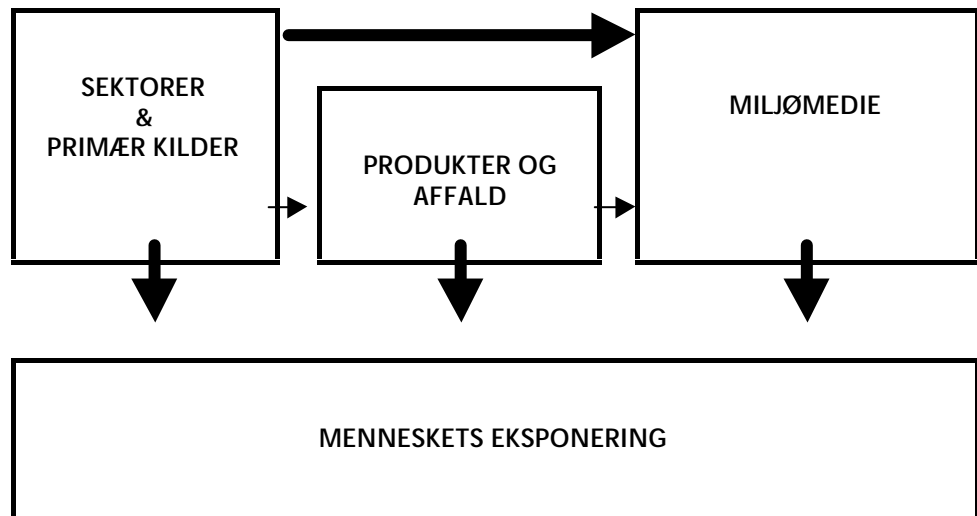 SEKTORER
&
PRIMÆR KILDER
PRODUKTER OG
AFFALD
MILJØMEDIE
MENNESKETS EKSPONERING